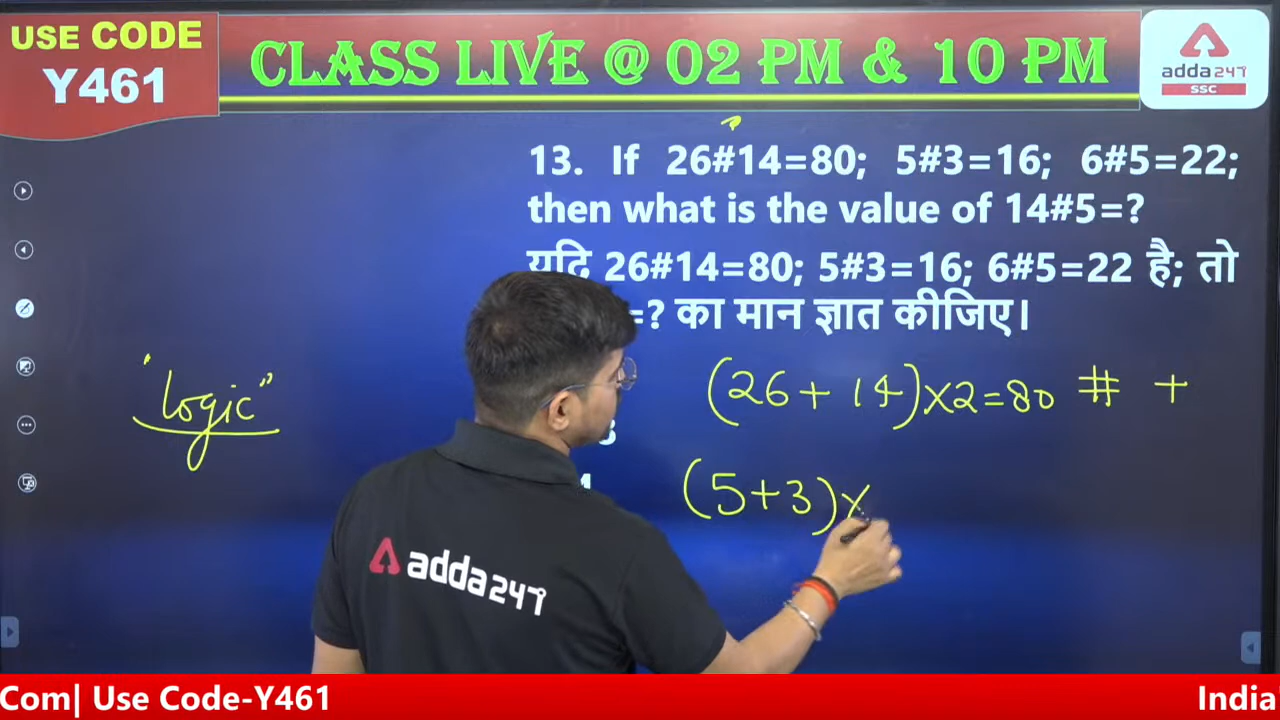 USE CODE
Y461
CLASS LIVE @ 02 PM & 10 PM
adda247
SSC
13. If 26#14=80; 5#3=16; 6#5=22;
then what is the value of 14#5=?
यदि 26#14=80; 5#3=16; 6#5=22 है; तो
=? का मान ज्ञात कीजिए।
"Logic"
(26+14)×2=80 # +
(5+3)×
adda247
Com| Use Code-Y461
India